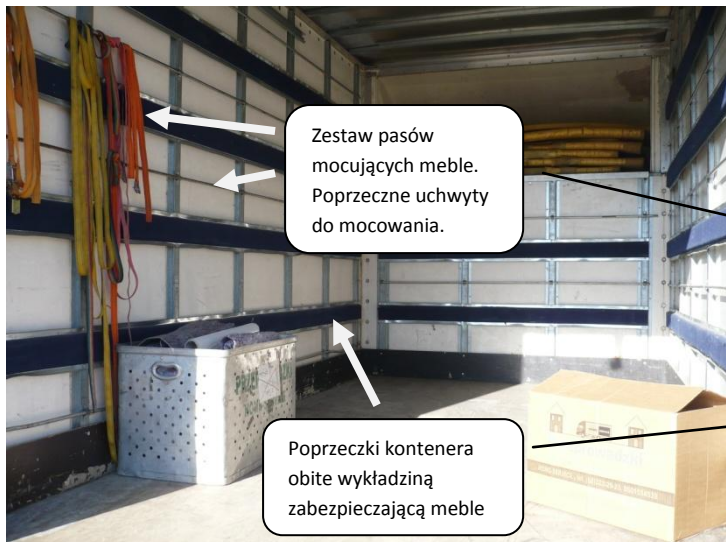 Zestaw pasów
mocujących meble.
Poprzeczne uchwyty
do mocowania.
Poprzeczki kontenera
obite wykładziną
zabezpieczającą meble